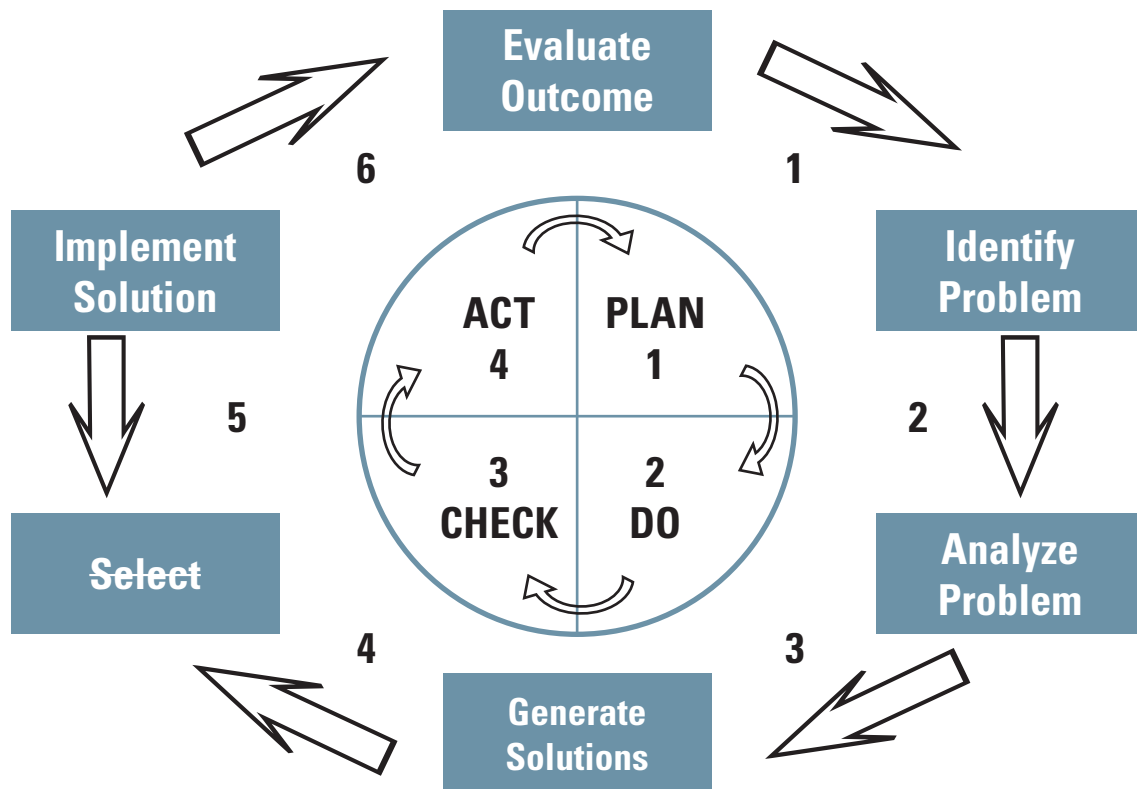 Evaluate
Outcome
6
1
Implement
Solution
Identify
Problem
ACT
4
PLAN
1
5
2
3
CHECK
2
DO
Select
Analyze
Problem
4
3
Generate
Solutions